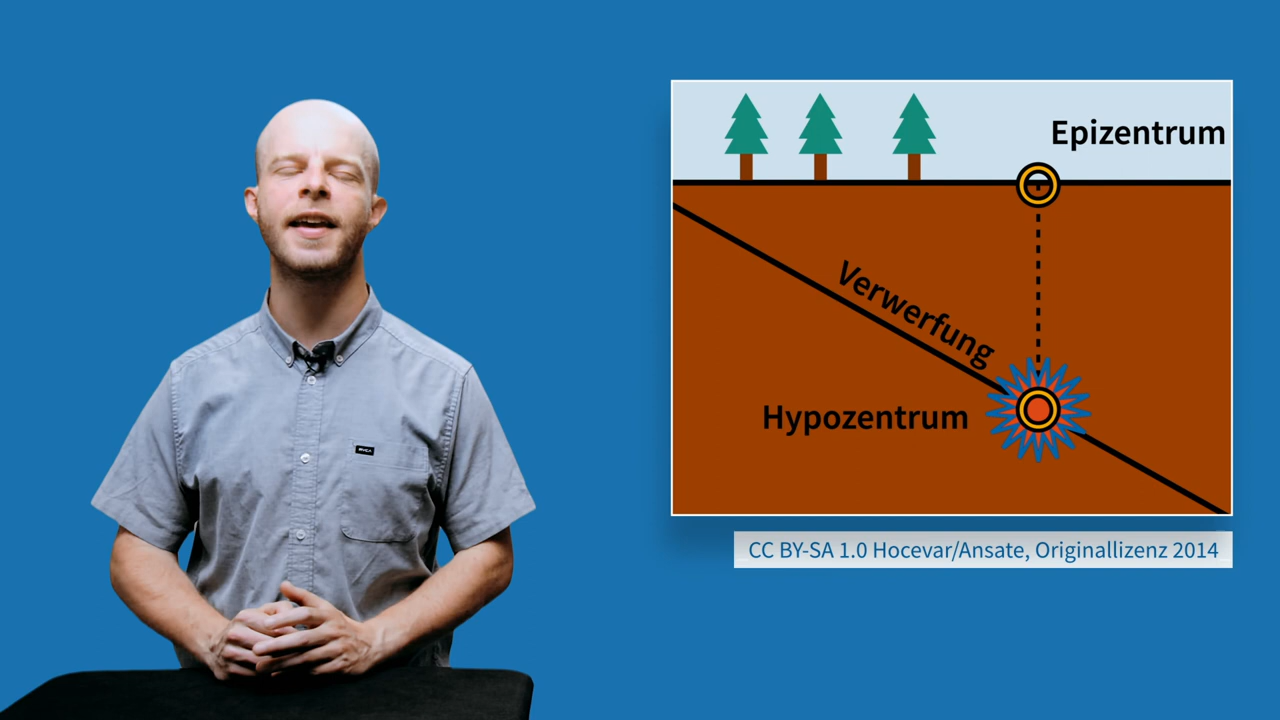 Epizentrum
Verwerfung
Hypozentrum
CC BY-SA 1.0 Hocevar/Ansate, Originallizenz 2014